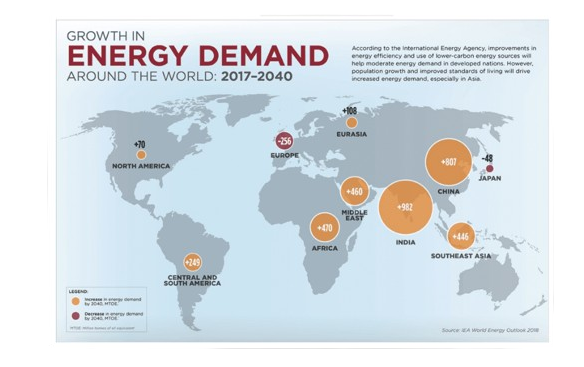 GROWTH IN
ENERGY DEMAND
AROUND THE WORLD: 2017–2040
According to the International Energy Agency, improvements in
energy efficiency and use of lower-carbon energy sources will
help moderate energy demand in developed nations. However,
population growth and improved standards of living will drive
increased energy demand, especially in Asia.
+70
NORTH AMERICA
-256
EUROPE
+108
EURASIA
+807
CHINA
-48
JAPAN
+460
MIDDLE
EAST
+982
INDIA
+470
AFRICA
+446
SOUTHEAST ASIA
+249
CENTRAL AND
SOUTH AMERICA
LEGEND:
Increase in energy demand
by 2040, MTOE.
Decrease in energy demand
by 2040, MTOE.
MTOE: Million tonnes of oil equivalent
Source: IEA World Energy Outlook 2018